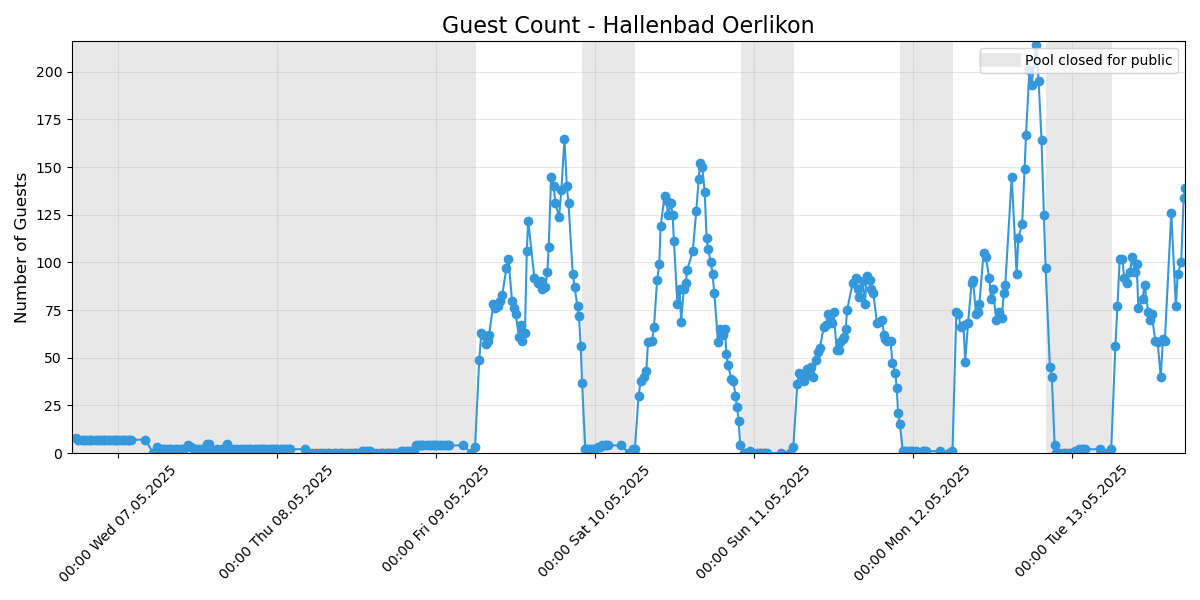 Guest Count - Hallenbad Oerlikon
Pool closed for public
Number of Guests
200
175
150
125
100
75
50
25
0
00:00 Wed 07.05.2025
00:00 Thu 08.05.2025
00:00 Fri 09.05.2025
00:00 Sat 10.05.2025
00:00 Sun 11.05.2025
00:00 Mon 12.05.2025
00:00 Tue 13.05.2025